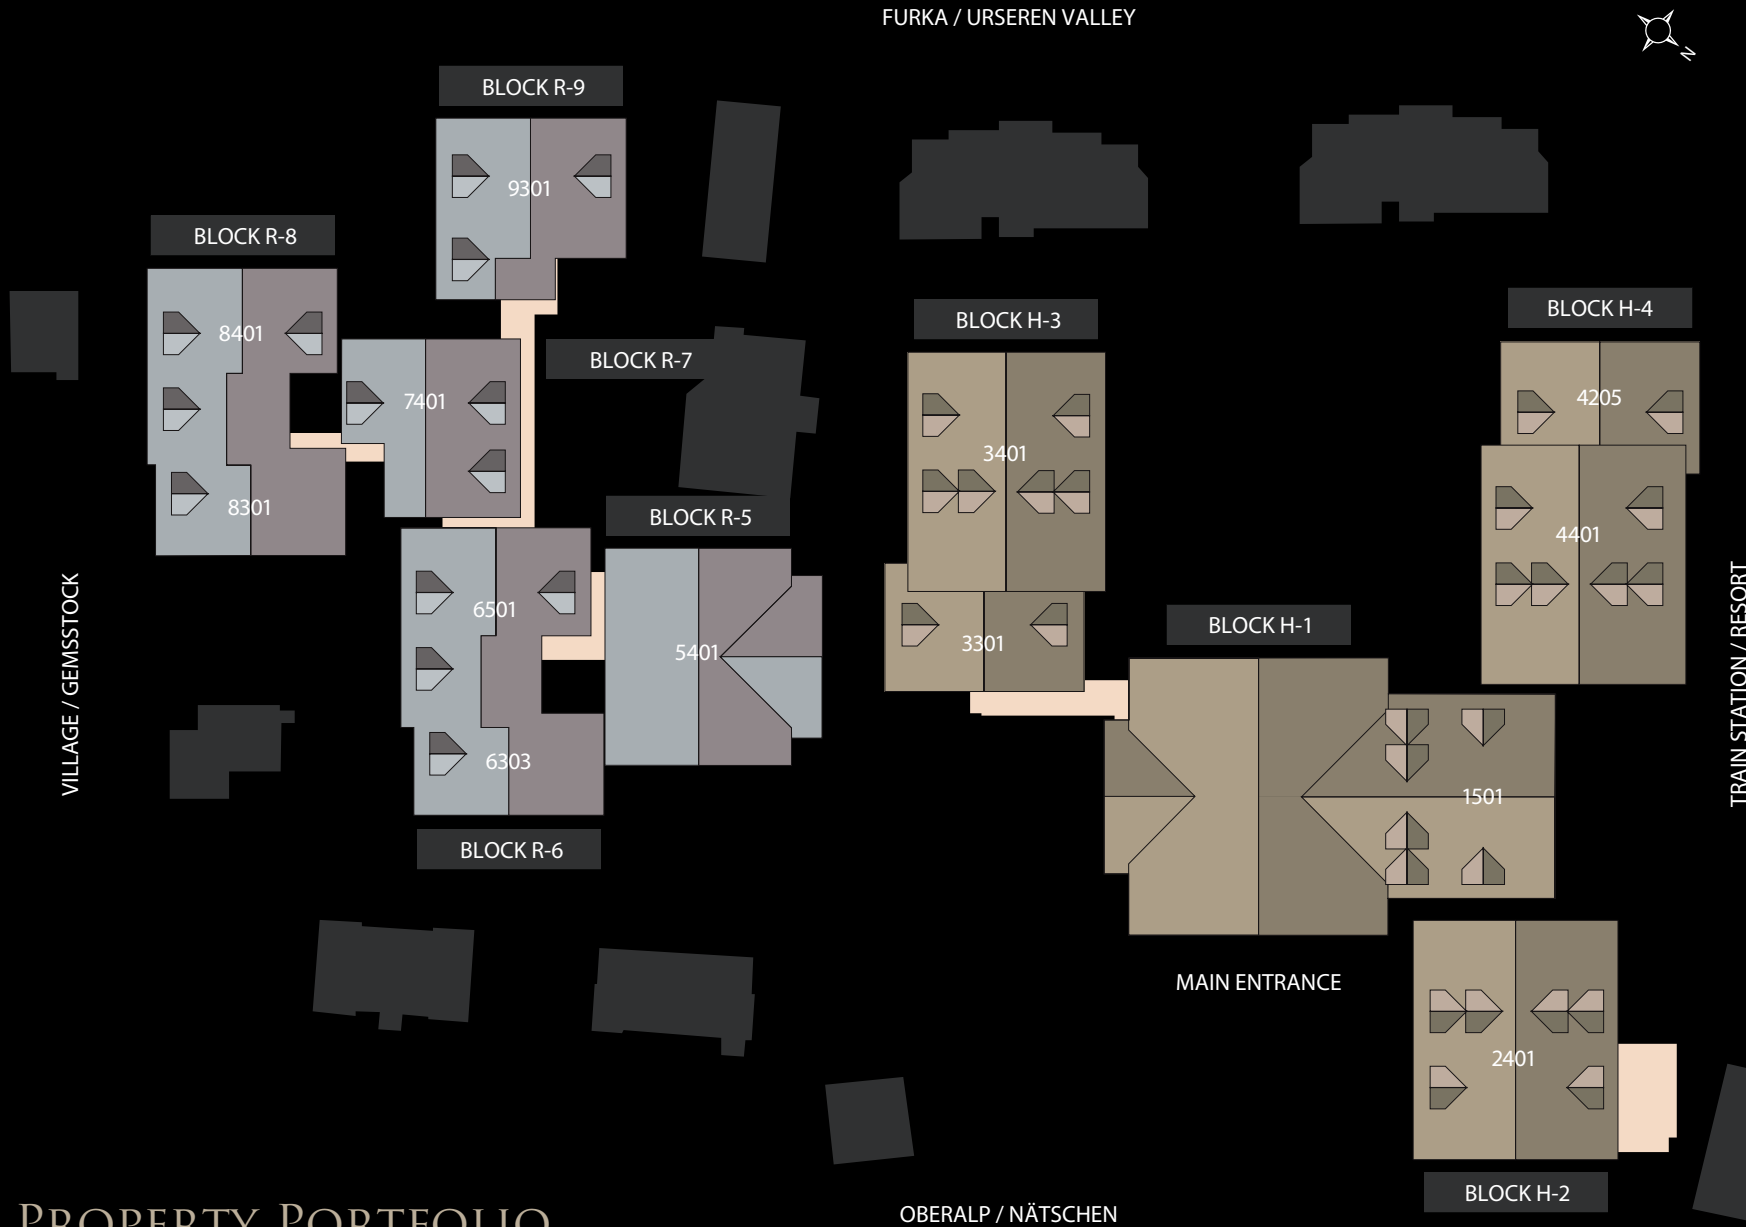 FURKA / URSEREN VALLEY
N
BLOCK R-9
9301
BLOCK R-8
8401
8301
BLOCK R-7
7401
BLOCK H-3
3401
3301
BLOCK H-4
4205
4401
BLOCK R-5
5401
6501
6303
BLOCK R-6
BLOCK H-1
1501
VILLAGE / GEMSSTOCK
TRAIN STATION / RESORT
MAIN ENTRANCE
2401
BLOCK H-2
PROPERTY PORTFOLIO
OBERALP / NÄTSCHEN